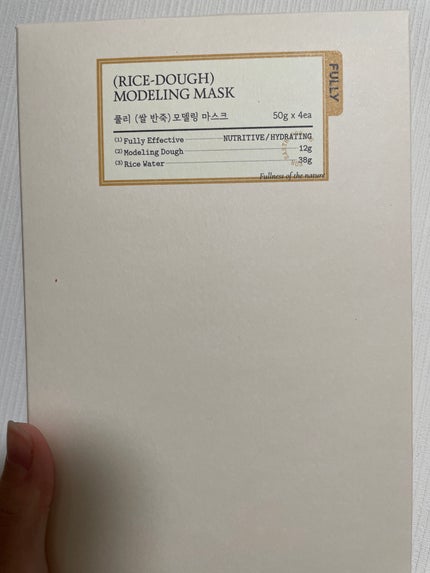 (RICE-DOUGH)
MODELING MASK
풀리 (쌀 반죽) 모델링 마스크 50g x 4ea
(1) Fully Effective NUTRITIVE/HYDRATING
(2) Modeling Dough 12g
(3) Rice Water 38g
Fullness of the nature
FULLY